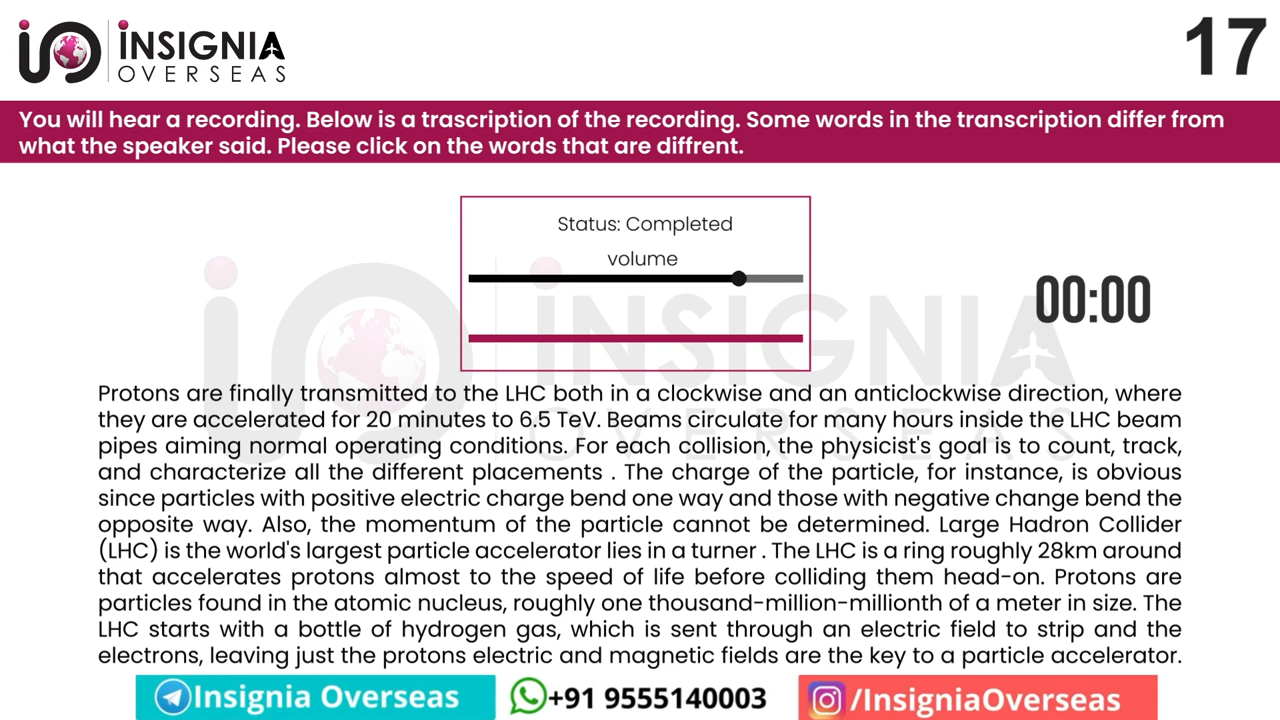 INSIGNIA
OVERSEAS
17
You will hear a recording. Below is a trascription of the recording. Some words in the transcription differ from
what the speaker said. Please click on the words that are diffrent.
Status: Completed
volume
00:00
INSIGNIA
OVERSEAS
Protons are finally transmitted to the LHC both in a clockwise and an anticlockwise direction, where
they are accelerated for 20 minutes to 6.5 TeV. Beams circulate for many hours inside the LHC beam
pipes aiming normal operating conditions. For each collision, the physicist's goal is to count, track,
and characterize all the different placements . The charge of the particle, for instance, is obvious
since particles with positive electric charge bend one way and those with negative change bend the
opposite way. Also, the momentum of the particle cannot be determined. Large Hadron Collider
(LHC) is the world's largest particle accelerator lies in a turner . The LHC is a ring roughly 28km around
that accelerates protons almost to the speed of life before colliding them head-on. Protons are
particles found in the atomic nucleus, roughly one thousand-million-millionth of a meter in size. The
LHC starts with a bottle of hydrogen gas, which is sent through an electric field to strip and the
electrons, leaving just the protons electric and magnetic fields are the key to a particle accelerator.
Insignia Overseas
+91 9555140003
/InsigniaOverseas